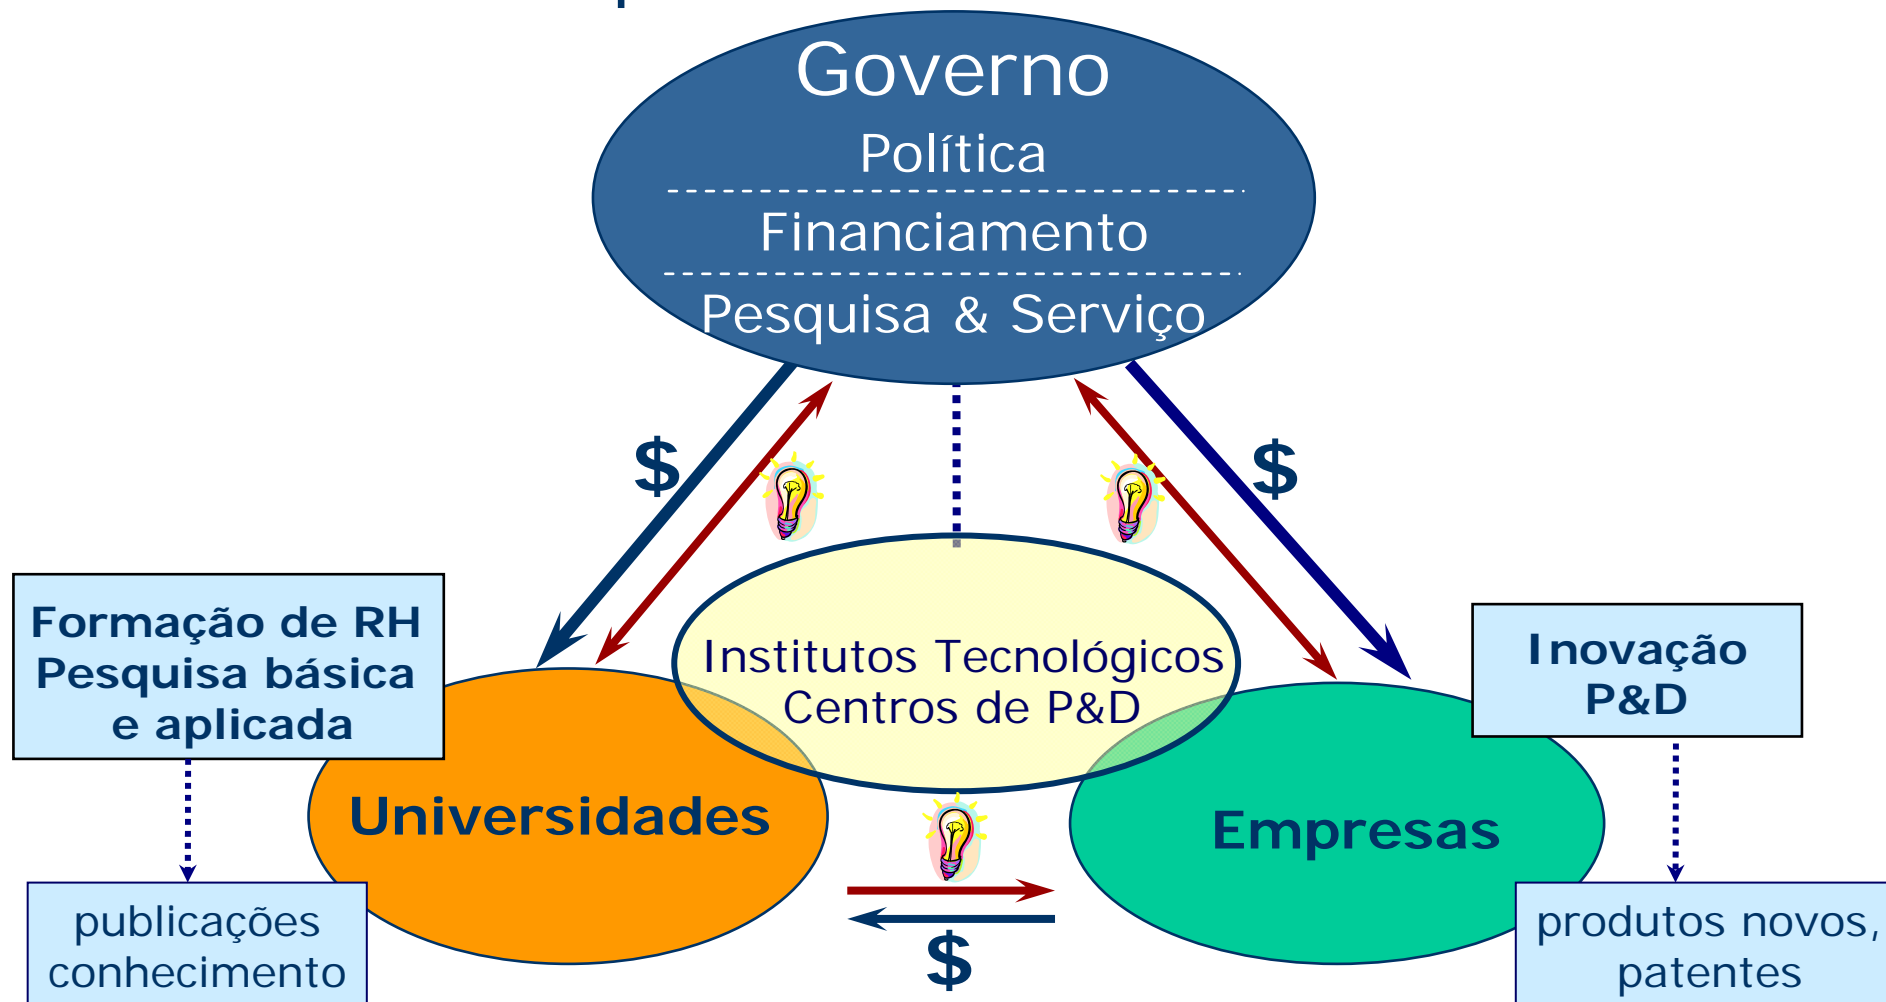 Governo
Política
Financiamento
Pesquisa & Serviço
$
$
Formação de RH
Pesquisa básica
e aplicada
Institutos Tecnológicos
Centros de P&D
Inovação
P&D
Universidades
Empresas
$
publicações
conhecimento
produtos novos,
patentes